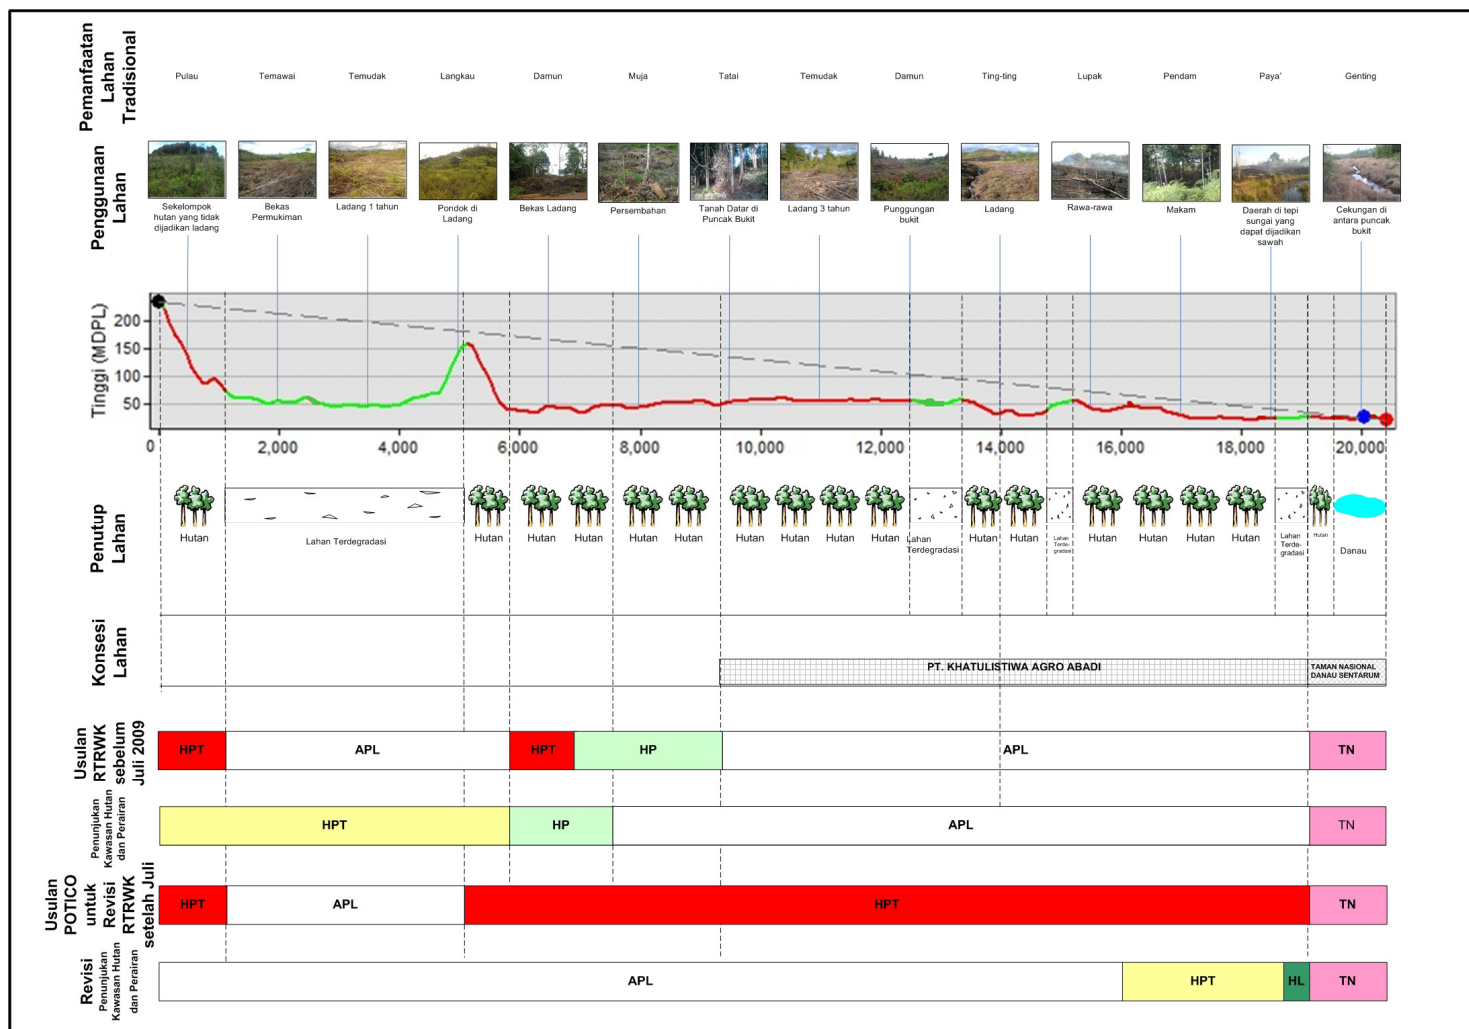 Pemanfaatan
Lahan
Tradisional
Pulau Temawai Temudak Langkau Damun Muja Tatai Temudak Damun Ting-ting Lupak Pendam Paya' Genting
Penggunaan
Lahan
Sekelompok
hutan yang tidak
dijadikan ladang
Bekas
Permukiman
Ladang 1 tahun
Pondok di
Ladang
Bekas Ladang
Persembahan
Tanah Datar di
Puncak Bukit
Ladang 3 tahun
Punggungan
bukit
Ladang
Rawa-rawa
Makam
Daerah di tepi
sungai yang
dapat dijadikan
sawah
Cekungan di
antara puncak
bukit
Tinggi (MDPL)
200
150
100
50
0 2,000 4,000 6,000 8,000 10,000 12,000 14,000 16,000 18,000 20,000
Penutup
Lahan
Hutan
Lahan Terdegradasi
Hutan Hutan Hutan Hutan Hutan Hutan Hutan Hutan Hutan
Lahan
Terdegradasi
Hutan Hutan
Lahan
Terde-
gradasi
Hutan Hutan Hutan Hutan
Lahan
Terde-
gradasi
Hutan
Danau
Konsesi
Lahan
PT. KHATULISTIWA AGRO ABADI
TAMAN NASIONAL
DANAU SENTARUM
Usulan
RTRWK
sebelum
Juli 2009
HPT APL HPT HP APL TN
Penunjukan
Kawasan Hutan
dan Perairan
HPT HP APL TN
Usulan
POTICO
untuk
Revisi
RTRWK
setelah Juli
HPT APL HPT TN
Revisi
Penunjukan
Kawasan Hutan
dan Perairan
APL HPT HL TN